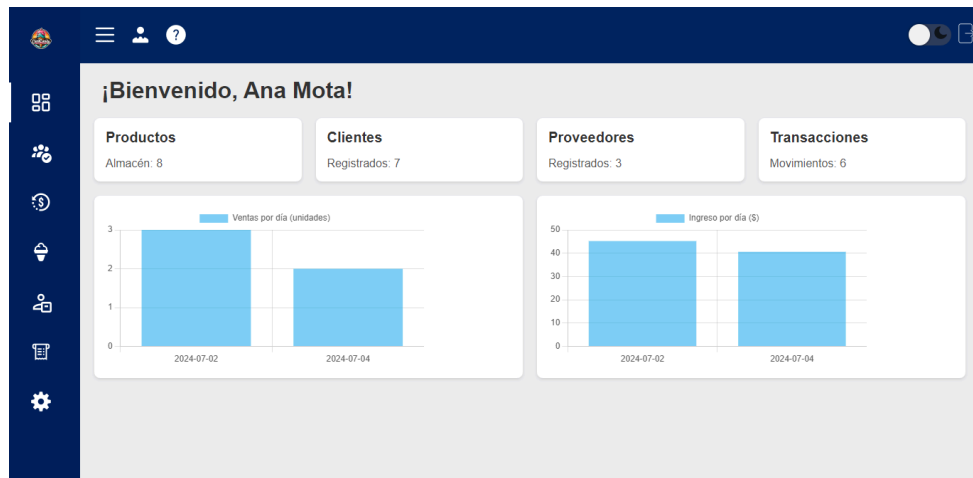 ¡Bienvenido, Ana Mota!
Productos
Almacén: 8
Clientes
Registrados: 7
Proveedores
Registrados: 3
Transacciones
Movimientos: 6
Ventas por día (unidades)
3
2
1
0
2024-07-02
2024-07-04
Ingreso por día ($)
50
40
30
20
10
0
2024-07-02
2024-07-04